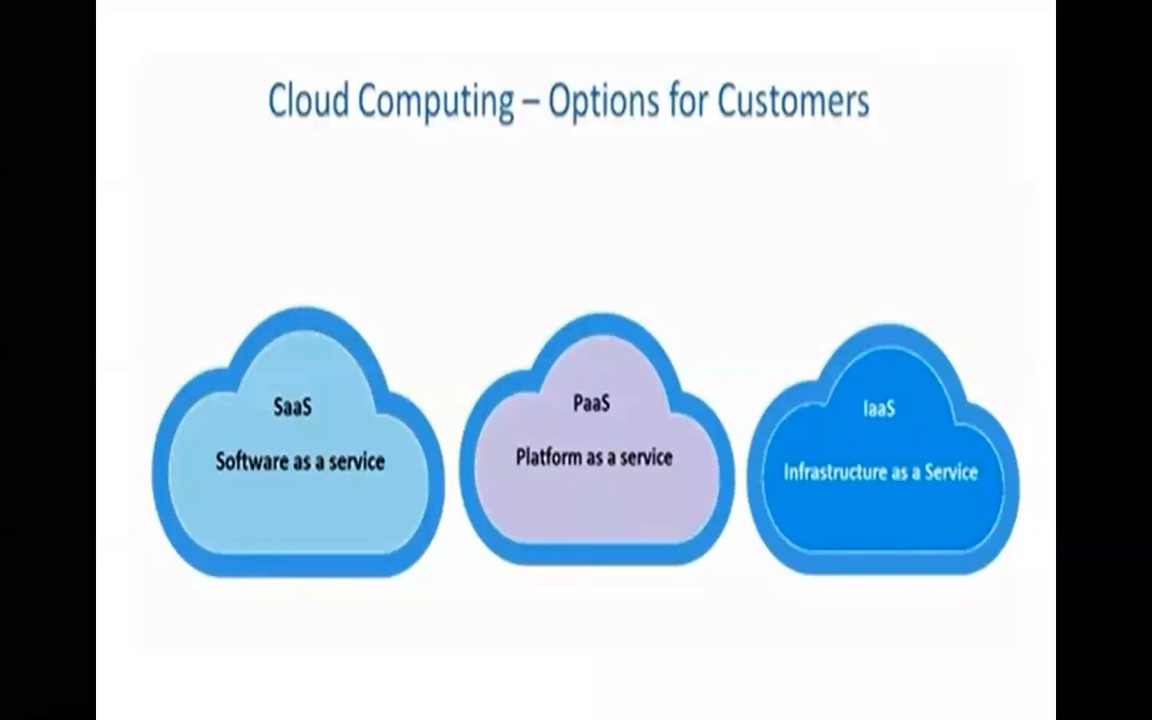 Cloud Computing – Options for Customers
SaaS
Software as a service
PaaS
Platform as a service
IaaS
Infrastructure as a Service